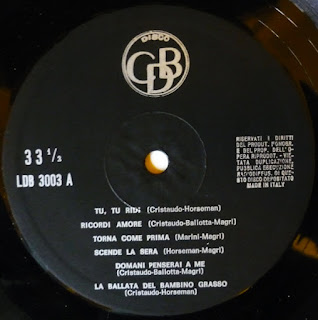 DISCO
GDB
33 ½
LDB 3003 A
RISERVATI I DIRITTI
DEL PRODUT. FONOGR.
E DEL PROP. DELL'O-
PERA RIPRODOT. - VIE-
TATA DUPLICAZIONE,
PUBBLICA ESECUZIONE
RADIODIFFUS. DI QUE-
STO DISCO DEPOSITATO
MADE IN ITALY
TU, TU RIDI (Cristaudo-Horseman)
RICORDI AMORE (Cristaudo-Ballotta-Magri)
TORNA COME PRIMA (Marini-Magri)
SCENDE LA SERA (Horseman-Magri)
DOMANI PENSERAI A ME
(Cristaudo-Ballotta-Magri)
LA BALLATA DEL BAMBINO GRASSO
(Cristaudo-Horseman)